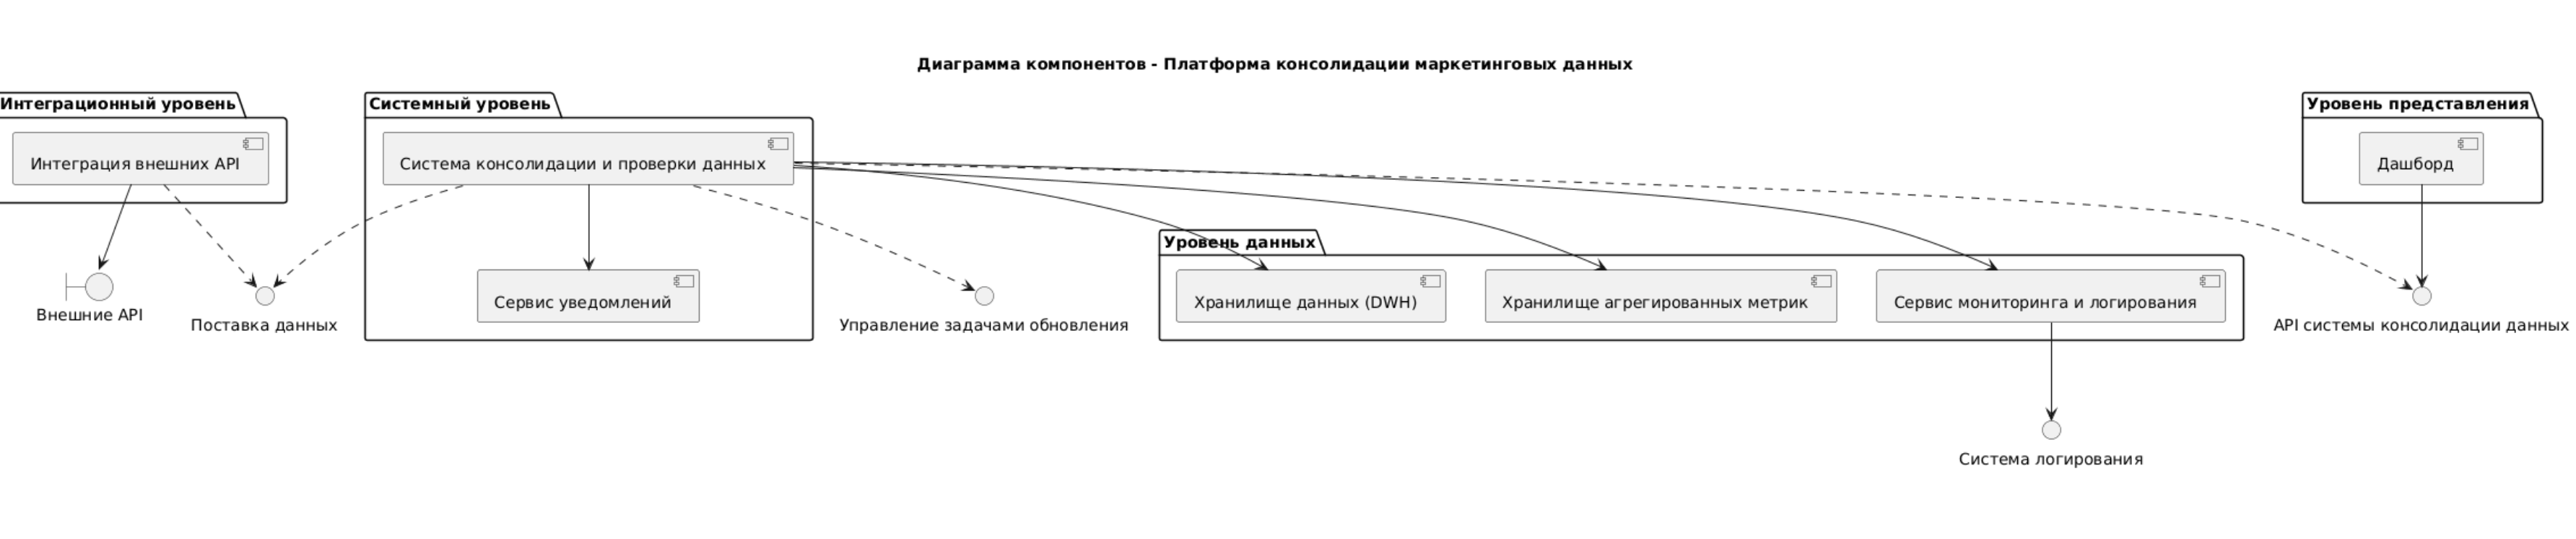 Диаграмма компонентов - Платформа консолидации маркетинговых данных
Интеграционный уровень
Интеграция внешних API
Внешние API
Поставка данных
Системный уровень
Система консолидации и проверки данных
Сервис уведомлений
Управление задачами обновления
Уровень данных
Хранилище данных (DWH)
Хранилище агрегированных метрик
Сервис мониторинга и логирования
Система логирования
Уровень представления
Дашборд
API системы консолидации данных